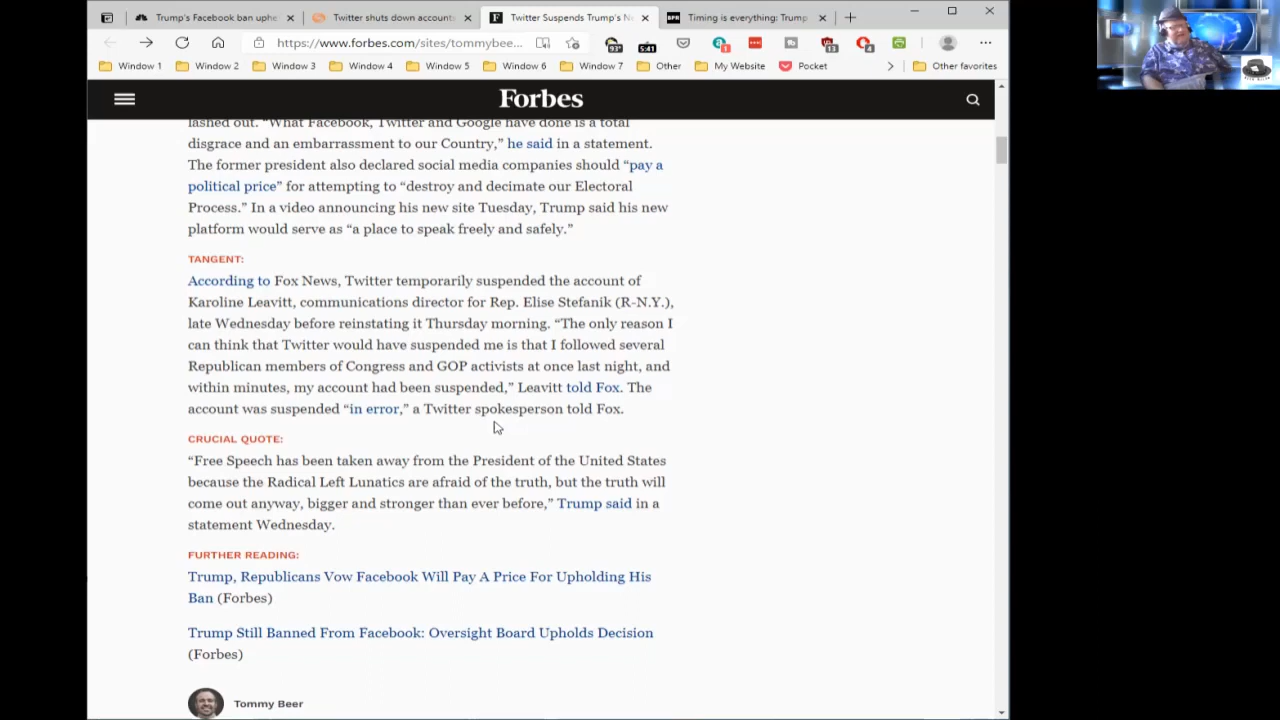 Trump's Facebook ban uphe
Twitter shuts down account
Twitter Suspends Trump's N
Timing is everything: Trump
https://www.forbes.com/sites/tommybee...
93°
5:41
1
13
4
Window 1
Window 2
Window 3
Window 4
Window 5
Window 6
Window 7
Other
My Website
Pocket
Other favorites
Forbes
lashed out. “What Facebook, Twitter and Google have done is a total
disgrace and an embarrassment to our Country,” he said in a statement.
The former president also declared social media companies should “pay a
political price” for attempting to “destroy and decimate our Electoral
Process.” In a video announcing his new site Tuesday, Trump said his new
platform would serve as “a place to speak freely and safely.”
TANGENT:
According to Fox News, Twitter temporarily suspended the account of
Karoline Leavitt, communications director for Rep. Elise Stefanik (R-N.Y.),
late Wednesday before reinstating it Thursday morning. “The only reason I
can think that Twitter would have suspended me is that I followed several
Republican members of Congress and GOP activists at once last night, and
within minutes, my account had been suspended,” Leavitt told Fox. The
account was suspended “in error,” a Twitter spokesperson told Fox.
CRUCIAL QUOTE:
“Free Speech has been taken away from the President of the United States
because the Radical Left Lunatics are afraid of the truth, but the truth will
come out anyway, bigger and stronger than ever before,” Trump said in a
statement Wednesday.
FURTHER READING:
Trump, Republicans Vow Facebook Will Pay A Price For Upholding His
Ban (Forbes)
Trump Still Banned From Facebook: Oversight Board Upholds Decision
(Forbes)
Tommy Beer